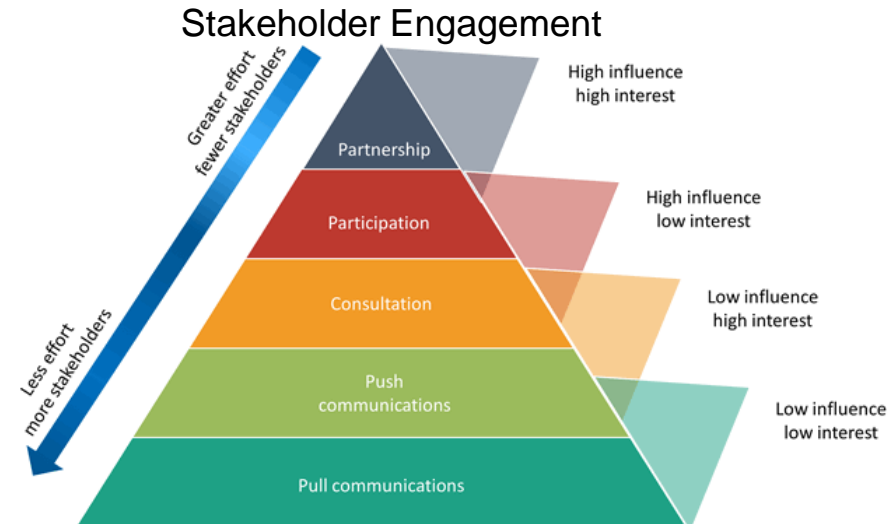 Stakeholder Engagement
Greater effort
fewer stakeholders
High influence
high interest
Partnership
High influence
low interest
Participation
Low influence
high interest
Consultation
Less effort
more stakeholders
Push
communications
Low influence
low interest
Pull communications